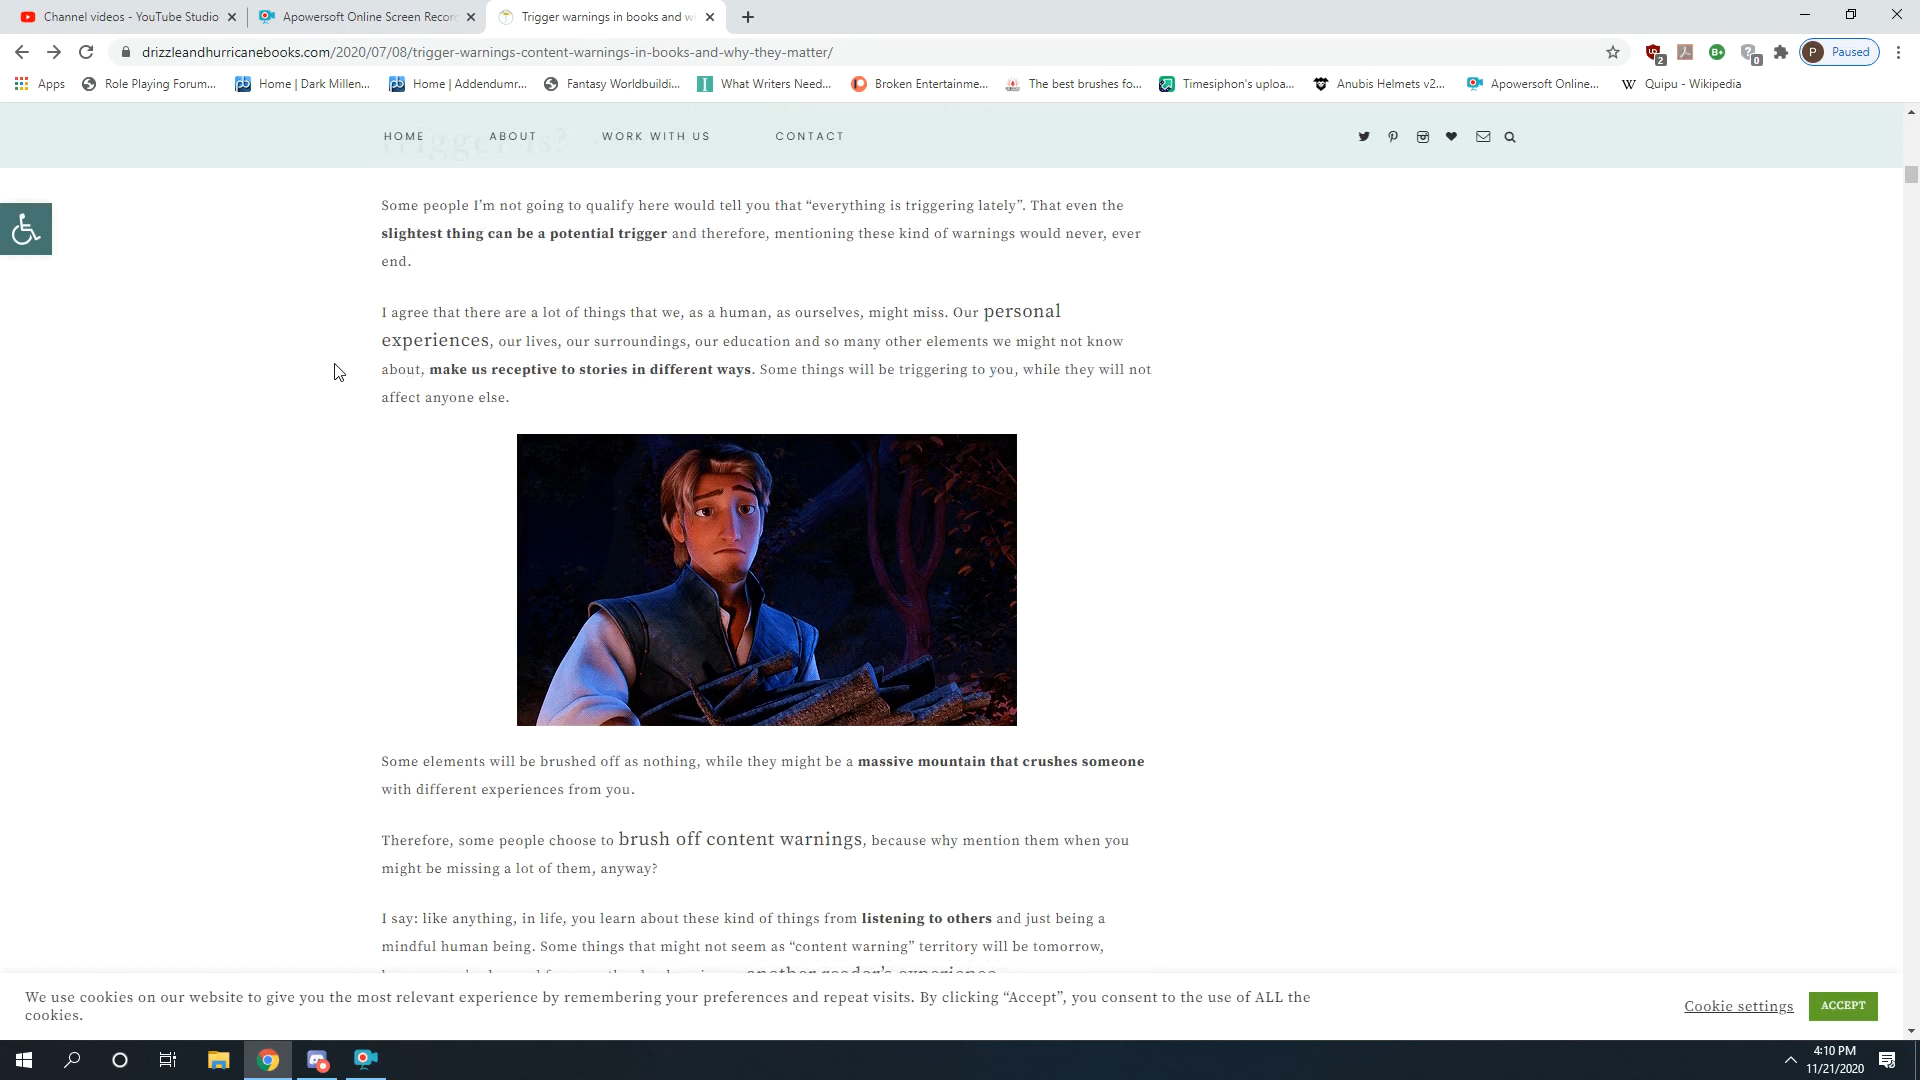 Channel videos - YouTube Studio
Apowersoft Online Screen Recor
Trigger warnings in books and w
drizzleandhurricanebooks.com/2020/07/08/trigger-warnings-content-warnings-in-books-and-why-they-matter/
2
0
P
Paused
Apps
Role Playing Forum...
Home | Dark Millen...
Home | Addendumr...
Fantasy Worldbuildi...
What Writers Need...
Broken Entertainme...
The best brushes fo...
Timesiphon's uploa...
Anubis Helmets v2...
Apowersoft Online...
W Quipu - Wikipedia
HOME
ABOUT
WORK WITH US
CONTACT
trigger is?
Some people I’m not going to qualify here would tell you that “everything is triggering lately”. That even the
slightest thing can be a potential trigger and therefore, mentioning these kind of warnings would never, ever
end.
I agree that there are a lot of things that we, as a human, as ourselves, might miss. Our personal
experiences, our lives, our surroundings, our education and so many other elements we might not know
about, make us receptive to stories in different ways. Some things will be triggering to you, while they will not
affect anyone else.
Some elements will be brushed off as nothing, while they might be a massive mountain that crushes someone
with different experiences from you.
Therefore, some people choose to brush off content warnings, because why mention them when you
might be missing a lot of them, anyway?
I say: like anything, in life, you learn about these kind of things from listening to others and just being a
mindful human being. Some things that might not seem as “content warning” territory will be tomorrow,
another reader’s experience
We use cookies on our website to give you the most relevant experience by remembering your preferences and repeat visits. By clicking “Accept”, you consent to the use of ALL the
cookies.
Cookie settings
ACCEPT
4:10 PM
11/21/2020